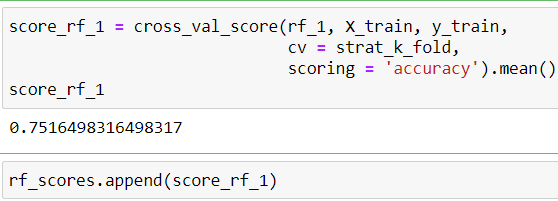 score_rf_1 = cross_val_score(rf_1, X_train, y_train,
cv = strat_k_fold,
scoring = 'accuracy').mean()
score_rf_1
0.7516498316498317
rf_scores.append(score_rf_1)